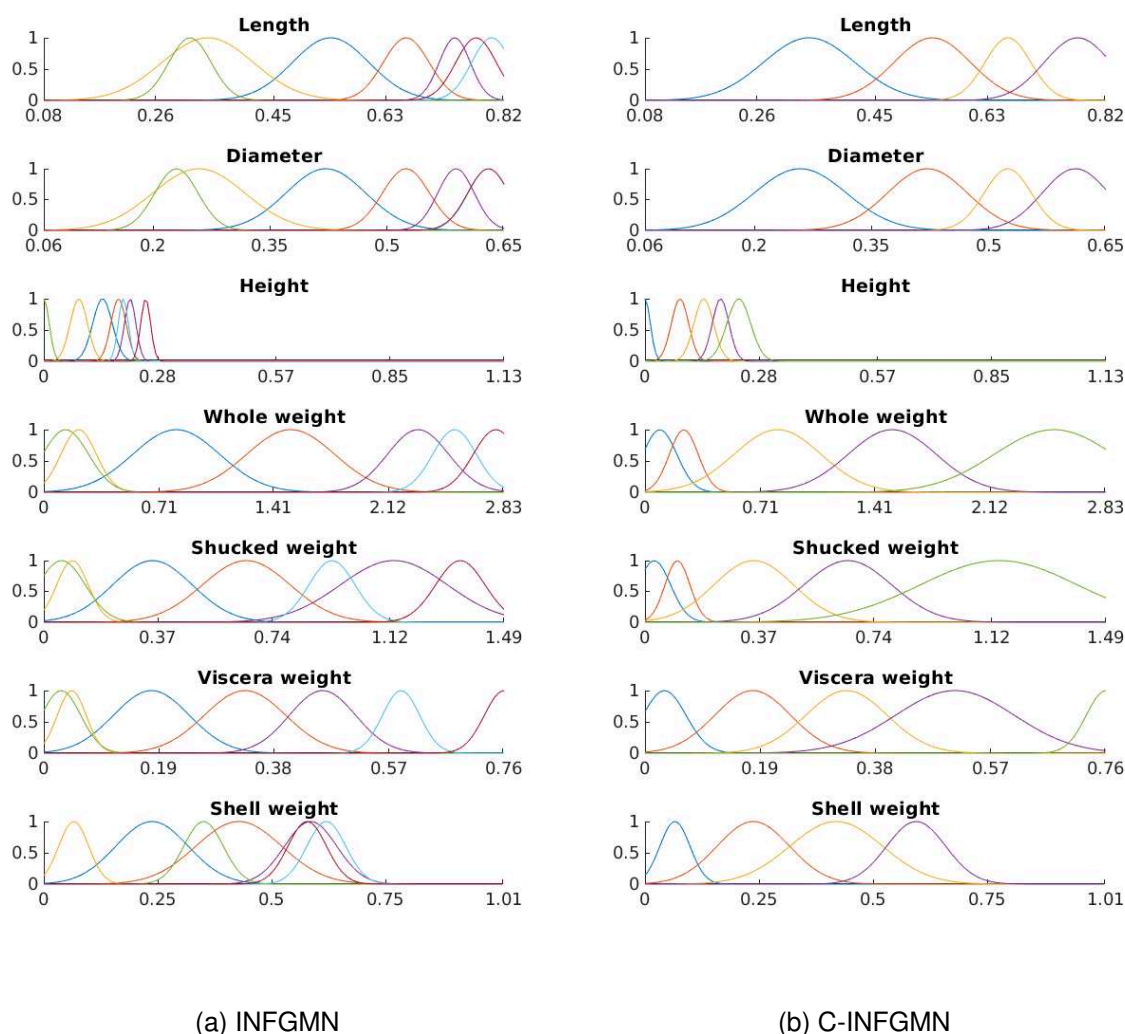 Length
1
0.5
0
0.08 0.26 0.45 0.63 0.82
Diameter
1
0.5
0
0.06 0.2 0.35 0.5 0.65
Height
1
0.5
0
0 0.28 0.57 0.85 1.13
Whole weight
1
0.5
0
0 0.71 1.41 2.12 2.83
Shucked weight
1
0.5
0
0 0.37 0.74 1.12 1.49
Viscera weight
1
0.5
0
0 0.19 0.38 0.57 0.76
Shell weight
1
0.5
0
0 0.25 0.5 0.75 1.01
(a) INFGMN
Length
1
0.5
0
0.08 0.26 0.45 0.63 0.82
Diameter
1
0.5
0
0.06 0.2 0.35 0.5 0.65
Height
1
0.5
0
0 0.28 0.57 0.85 1.13
Whole weight
1
0.5
0
0 0.71 1.41 2.12 2.83
Shucked weight
1
0.5
0
0 0.37 0.74 1.12 1.49
Viscera weight
1
0.5
0
0 0.19 0.38 0.57 0.76
Shell weight
1
0.5
0
0 0.25 0.5 0.75 1.01
(b) C-INFGMN